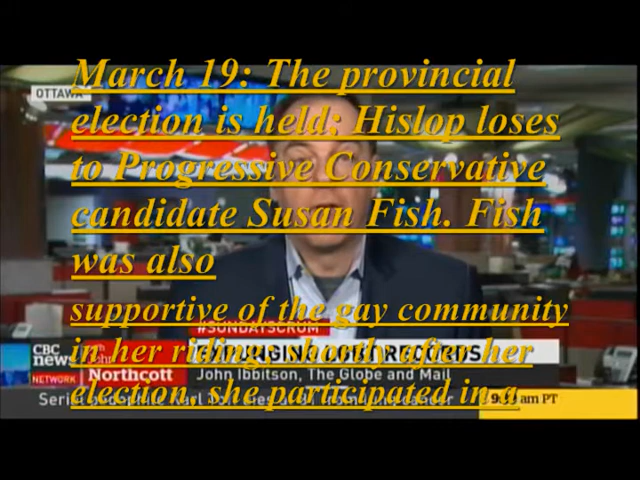 OTTAWA
March 19: The provincial
election is held; Hislop loses
to Progressive Conservative
candidate Susan Fish. Fish
was also
supportive of the gay community
in her riding; shortly after her
election, she participated in a
#SUNDAYSCRUM
CBC
news
NETWORK
Northcott
John Ibbitson, The Globe and Mail
am PT